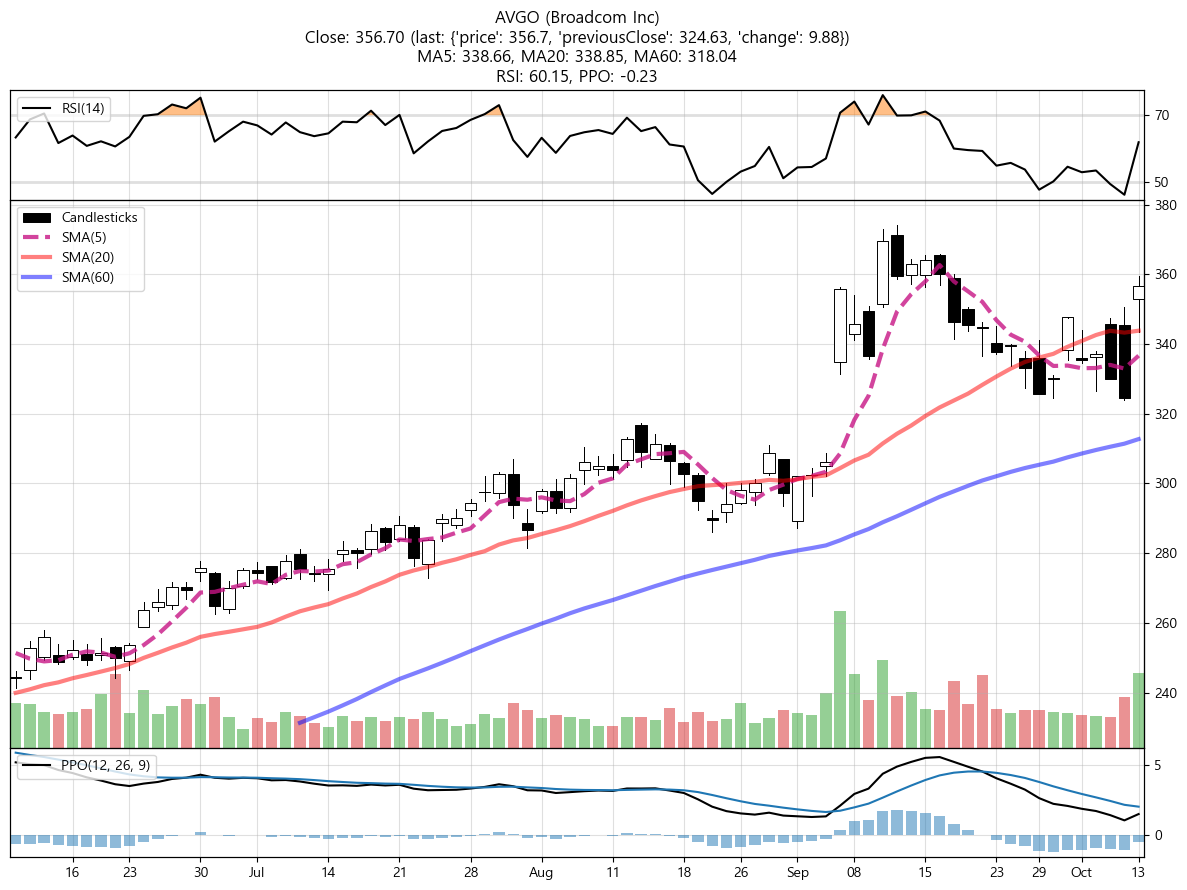 AVGO (Broadcom Inc)
Close: 356.70 (last: {'price': 356.7, 'previousClose': 324.63, 'change': 9.88})
MA5: 338.66, MA20: 338.85, MA60: 318.04
RSI: 60.15, PPO: -0.23
RSI(14)
70
50
Candlesticks
SMA(5)
SMA(20)
SMA(60)
380
360
340
320
300
280
260
240
PPO(12, 26, 9)
5
0
16 23 30 Jul 14 21 28 Aug 11 18 26 Sep 08 15 23 29 Oct 13